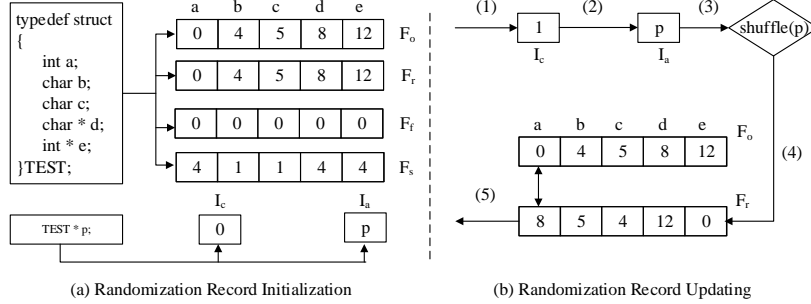 typedef struct
{
int a;
char b;
char c;
char * d;
int * e;
}TEST;
a b c d e
0 4 5 8 12 Fo
0 4 5 8 12 Fr
0 0 0 0 0 Ff
4 1 1 4 4 Fs
TEST * p;
Ic
0
Ia
p
(a) Randomization Record Initialization
(1)
1
Ic
(2)
p
Ia
(3)
shuffle(p)
(4)
a b c d e
0 4 5 8 12 Fo
8 5 4 12 0 Fr
(5)
(b) Randomization Record Updating